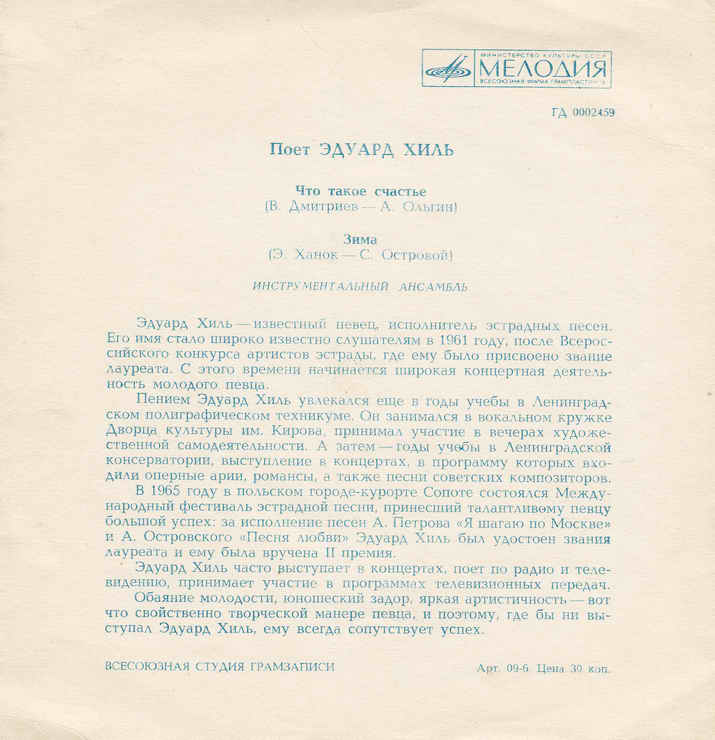 МИНИСТЕРСТВО КУЛЬТУРЫ СССР
МЕЛОДИЯ
ВСЕСОЮЗНАЯ ФИРМА ГРАМПЛАСТИНОК
ГД 0002459
Поет ЭДУАРД ХИЛЬ
Что такое счастье
(В. Дмитриев — А. Ольгин)
Зима
(Э. Ханок — С. Островой)
ИНСТРУМЕНТАЛЬНЫЙ АНСАМБЛЬ
Эдуард Хиль — известный певец, исполнитель эстрадных песен.
Его имя стало широко известно слушателям в 1961 году, после Всерос-
сийского конкурса артистов эстрады, где ему было присвоено звание
лауреата. С этого времени начинается широкая концертная деятель-
ность молодого певца.
Пением Эдуард Хиль увлекался еще в годы учебы в Ленинград-
ском полиграфическом техникуме. Он занимался в вокальном кружке
Дворца культуры им. Кирова, принимал участие в вечерах художе-
ственной самодеятельности. А затем — годы учебы в Ленинградской
консерватории, выступление в концертах, в программу которых вхо-
дили оперные арии, романсы, а также песни советских композиторов.
В 1965 году в польском городе-курорте Сопоте состоялся Между-
народный фестиваль эстрадной песни, принесший талантливому певцу
большой успех: за исполнение песен А. Петрова «Я шагаю по Москве»
и А. Островского «Песня любви» Эдуард Хиль был удостоен звания
лауреата и ему была вручена II премия.
Эдуард Хиль часто выступает в концертах, поет по радио и теле-
видению, принимает участие в программах телевизионных передач.
Обаяние молодости, юношеский задор, яркая артистичность — вот
что свойственно творческой манере певца, и поэтому, где бы ни вы-
ступал Эдуард Хиль, ему всегда сопутствует успех.
ВСЕСОЮЗНАЯ СТУДИЯ ГРАМЗАПИСИ
Арт. 09-6. Цена 30 коп.